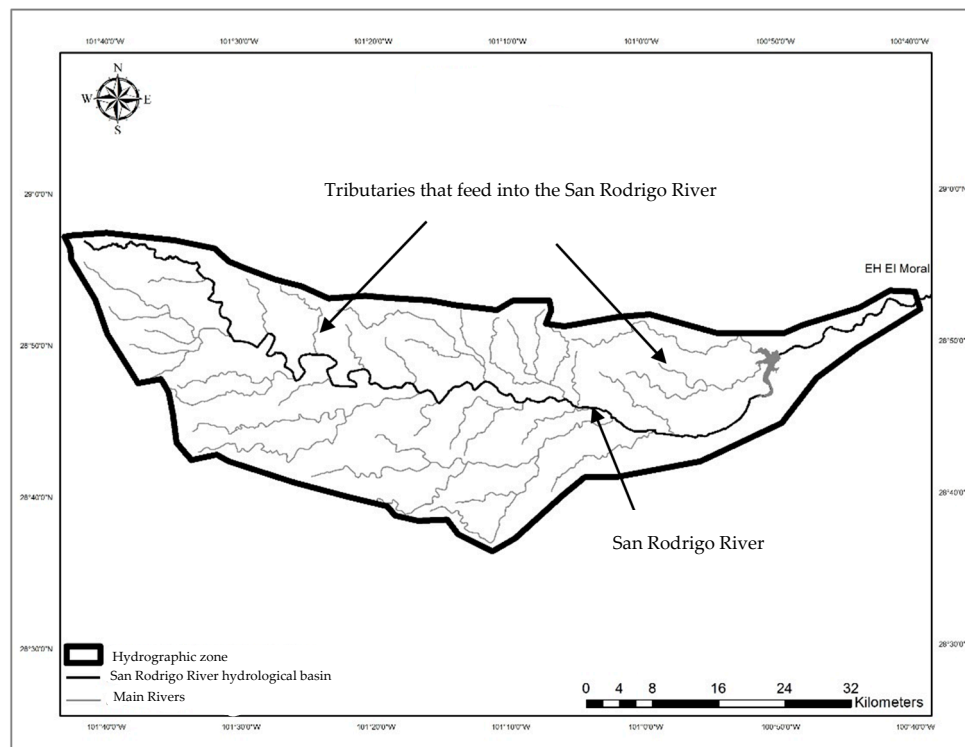 101°40'0"W 101°30'0"W 101°20'0"W 101°10'0"W 101°0'0"W 100°50'0"W 100°40'0"W
N
W E
S
29°0'0"N 29°0'0"N
Tributaries that feed into the San Rodrigo River
EH El Moral
28°50'0"N 28°50'0"N
28°40'0"N 28°40'0"N
San Rodrigo River
28°30'0"N 28°30'0"N
Hydrographic zone
San Rodrigo River hydrological basin
Main Rivers
0 2 4 8 16 24 32
Kilometers
101°40'0"W 101°30'0"W 101°20'0"W 101°10'0"W 101°0'0"W 100°50'0"W 100°40'0"W